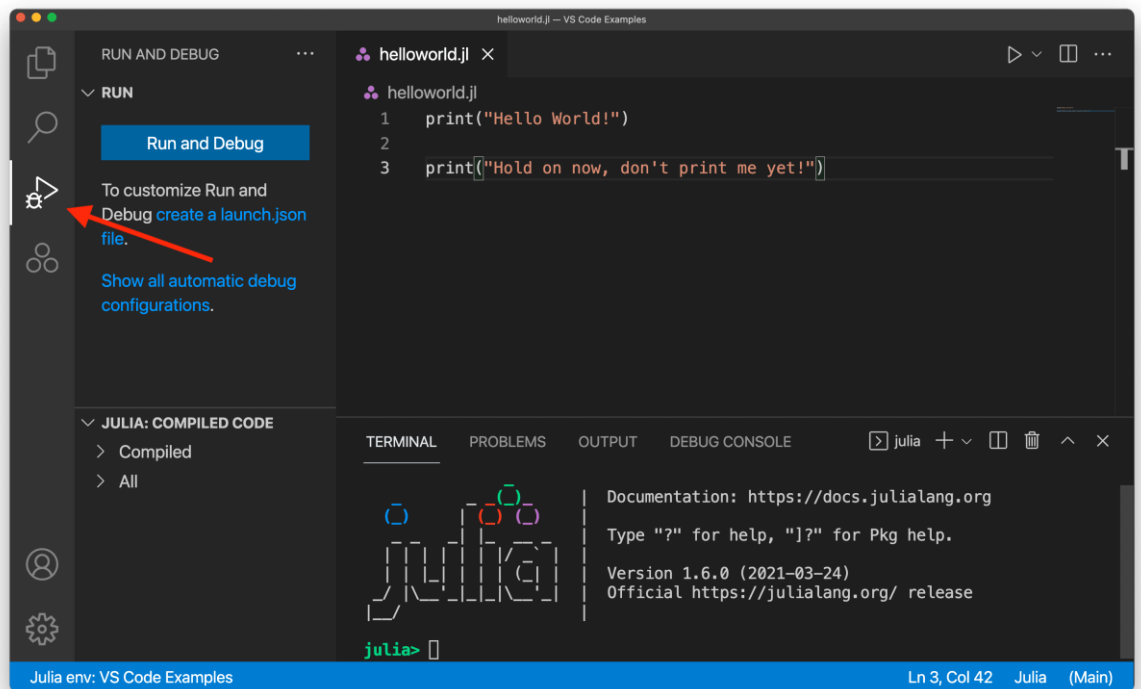 helloworld.jl — VS Code Examples
RUN AND DEBUG
RUN
Run and Debug
To customize Run and
Debug create a launch.json
file.
Show all automatic debug
configurations.
JULIA: COMPILED CODE
Compiled
All
helloworld.jl
helloworld.jl
1 print("Hello World!")
2
3 print("Hold on now, don't print me yet!")
TERMINAL PROBLEMS OUTPUT DEBUG CONSOLE julia
Documentation: https://docs.julialang.org
Type "?" for help, "]?" for Pkg help.
Version 1.6.0 (2021-03-24)
Official https://julialang.org/ release
julia
julia>
Julia env: VS Code Examples Ln 3, Col 42 Julia (Main)